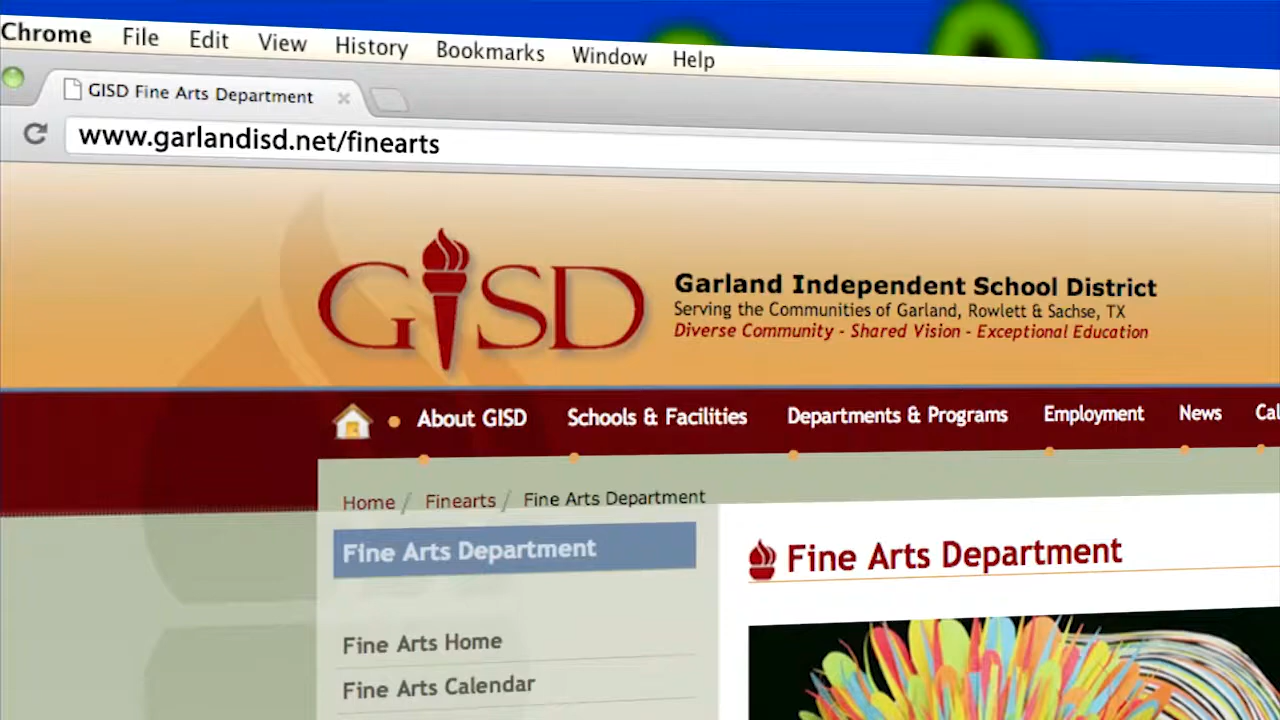 Chrome File Edit View History Bookmarks Window Help
GISD Fine Arts Department
www.garlandisd.net/finearts
GISD
Garland Independent School District
Serving the Communities of Garland, Rowlett & Sachse, TX
Diverse Community - Shared Vision - Exceptional Education
About GISD Schools & Facilities Departments & Programs Employment News
Home / Finearts / Fine Arts Department
Fine Arts Department
Fine Arts Department
Fine Arts Home
Fine Arts Calendar